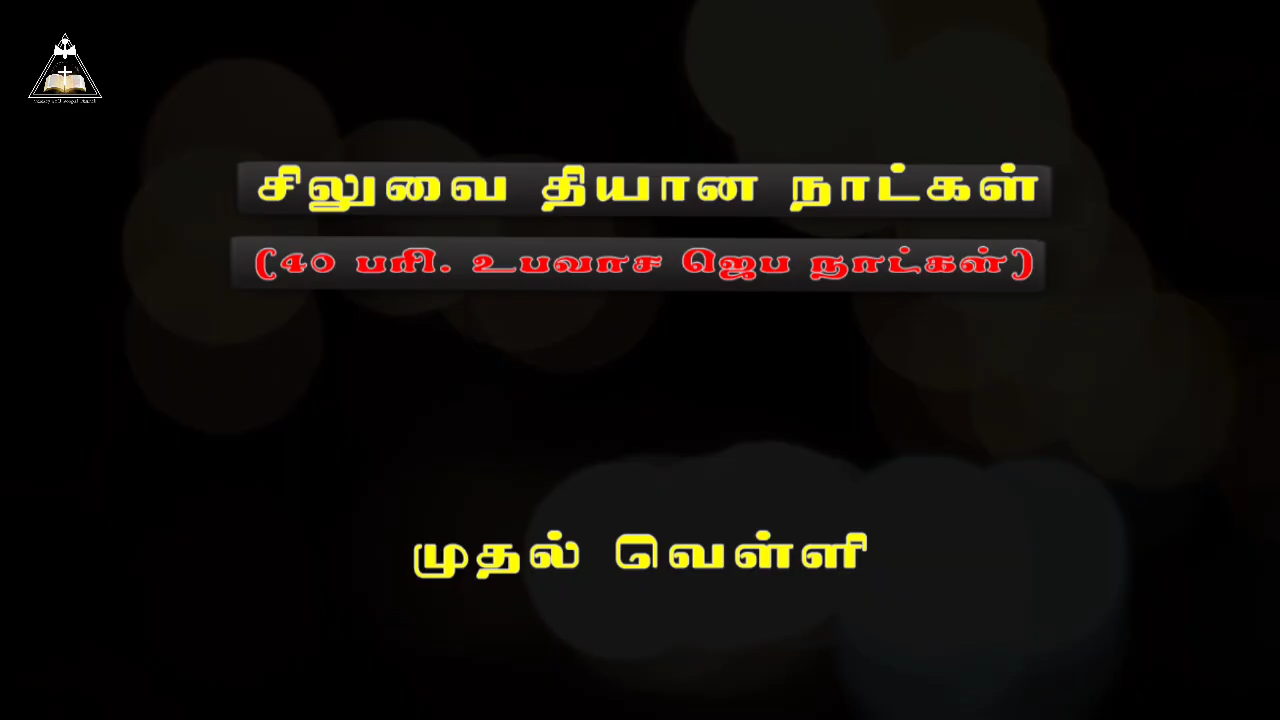 சிலுவை தியான நாட்கள்
(40 பரி. உபவாச ஜெப நாட்கள்)
முதல் வெள்ளி